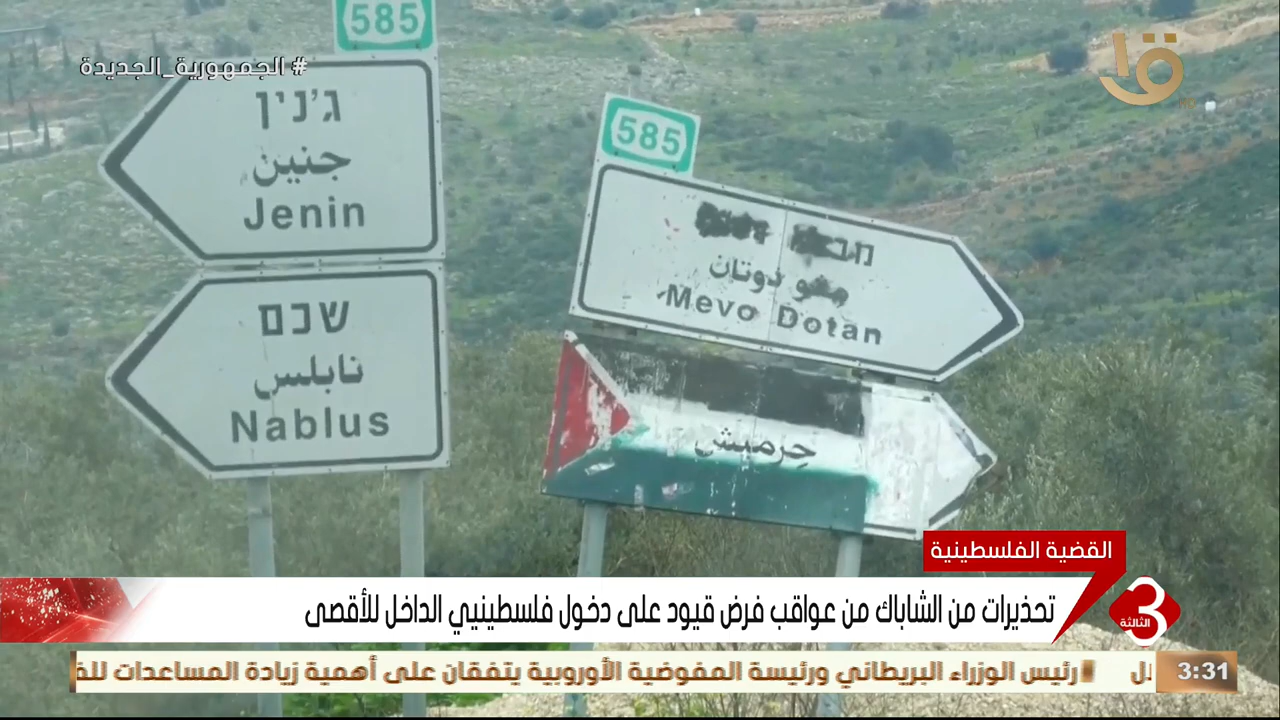 585
#الجمهورية_الجديدة
ג'נין
جنين
Jenin
שכם
نابلس
Nablus
585
مفو دوتان
Mevo Dotan
حرميش
القضية الفلسطينية
تحذيرات من الشاباك من عواقب فرض قيود على دخول فلسطينيي الداخل للأقصى
3
الثالثة
رئيس الوزراء البريطاني ورئيسة المفوضية الأوروبية يتفقان على أهمية زيادة المساعدات
3:31